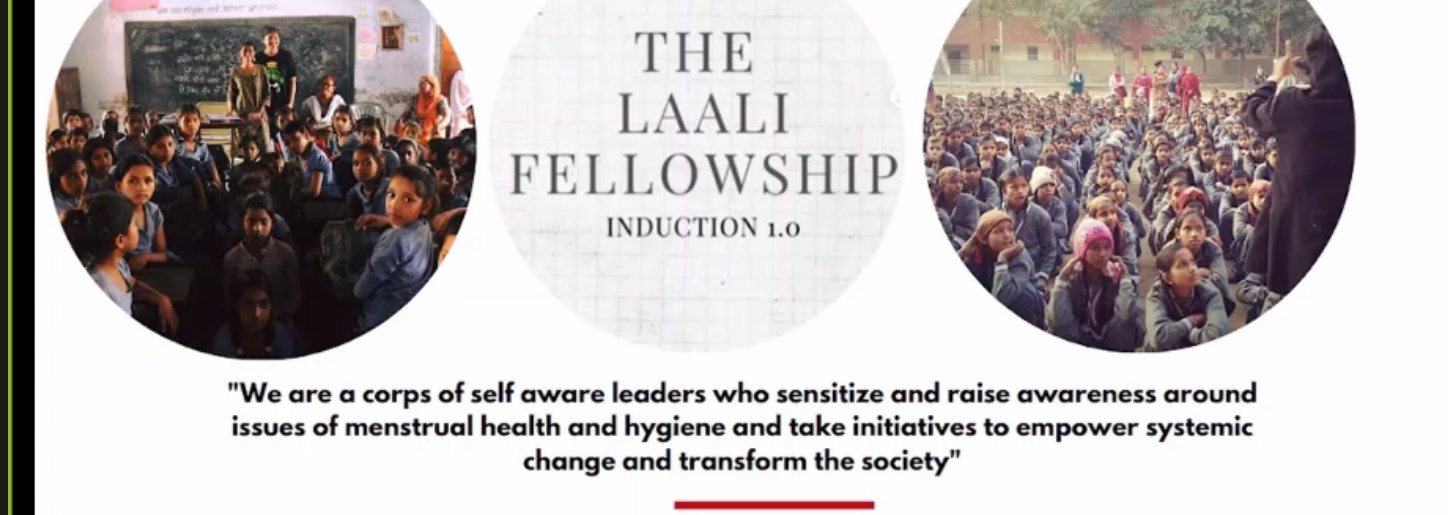 THE
LAALI
FELLOWSHIP
INDUCTION 1.0
"We are a corps of self aware leaders who sensitize and raise awareness around
issues of menstrual health and hygiene and take initiatives to empower systemic
change and transform the society"